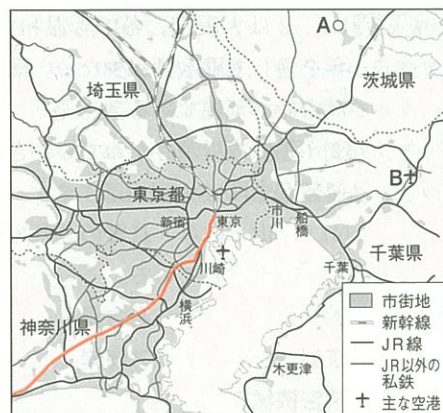 A
茨城県
埼玉県
B
東京都
新宿
東京
市川
船橋
川崎
千葉
千葉県
横浜
神奈川県
木更津
市街地
新幹線
JR線
JR以外の
私鉄
主な空港